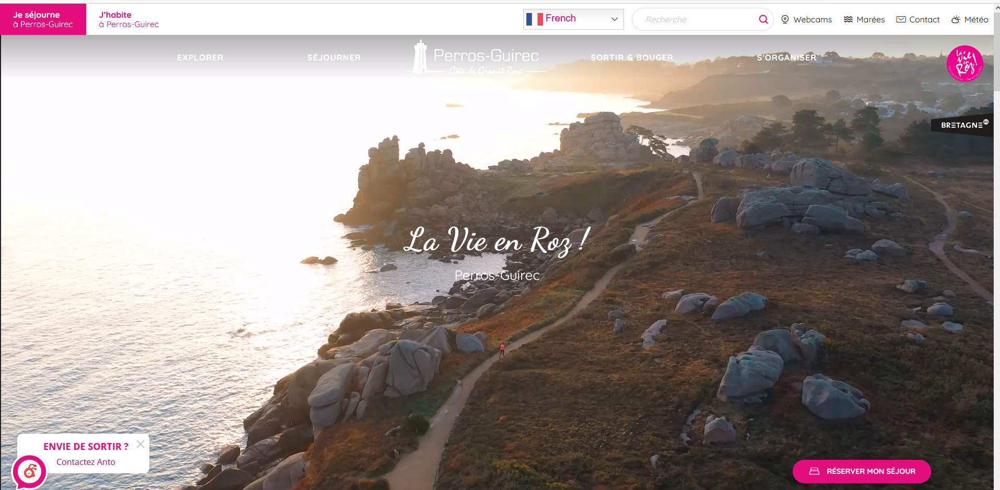 Je séjourne
à Perros-Guirec
J'habite
à Perros-Guirec
French
Recherche
Webcams
Marées
Contact
Météo
EXPLORER
SÉJOURNER
Perros-Guirec
Côte de Granit Rose
SORTIR & BOUGER
S'ORGANISER
La
Vie!
en
Roz
BRETAGNE
La Vie en Roz !
Perros-Guirec
ENVIE DE SORTIR ?
Contactez Anto
RÉSERVER MON SÉJOUR